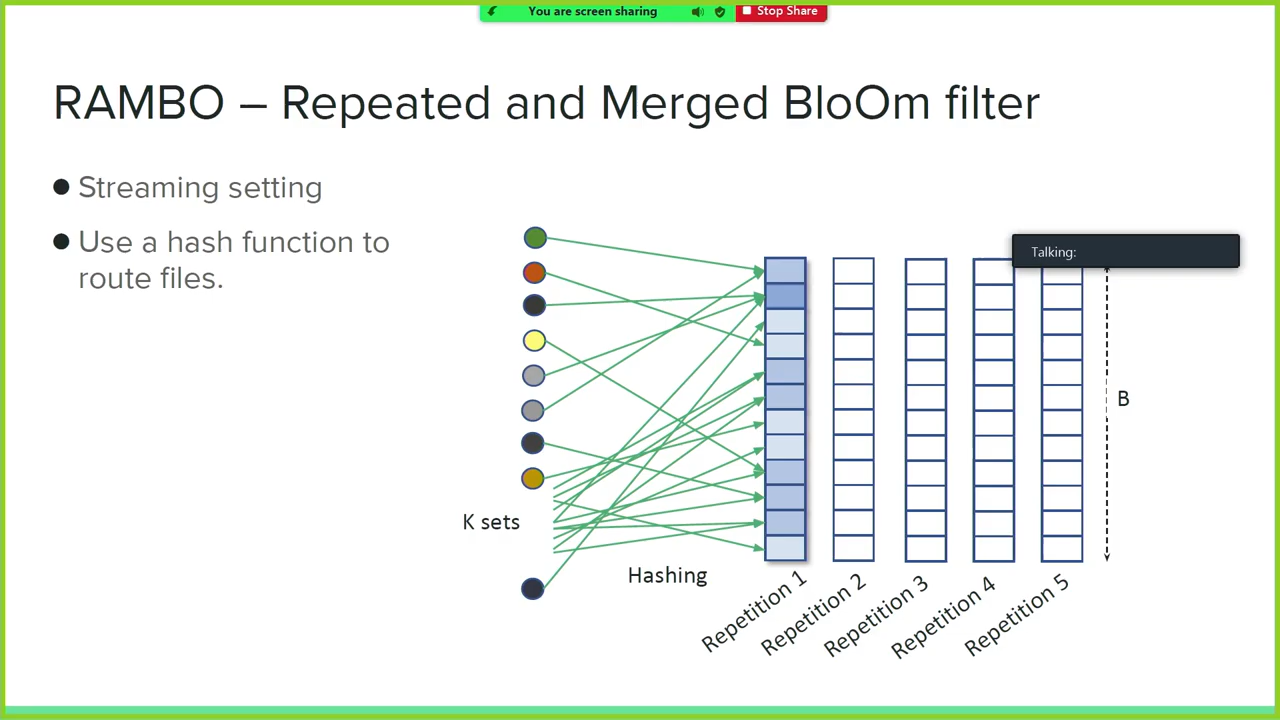 You are screen sharing
Stop Share
RAMBO – Repeated and Merged BloOm filter
Streaming setting
Use a hash function to
route files.
Talking:
B
K sets
Hashing
Repetition 1
Repetition 2
Repetition 3
Repetition 4
Repetition 5